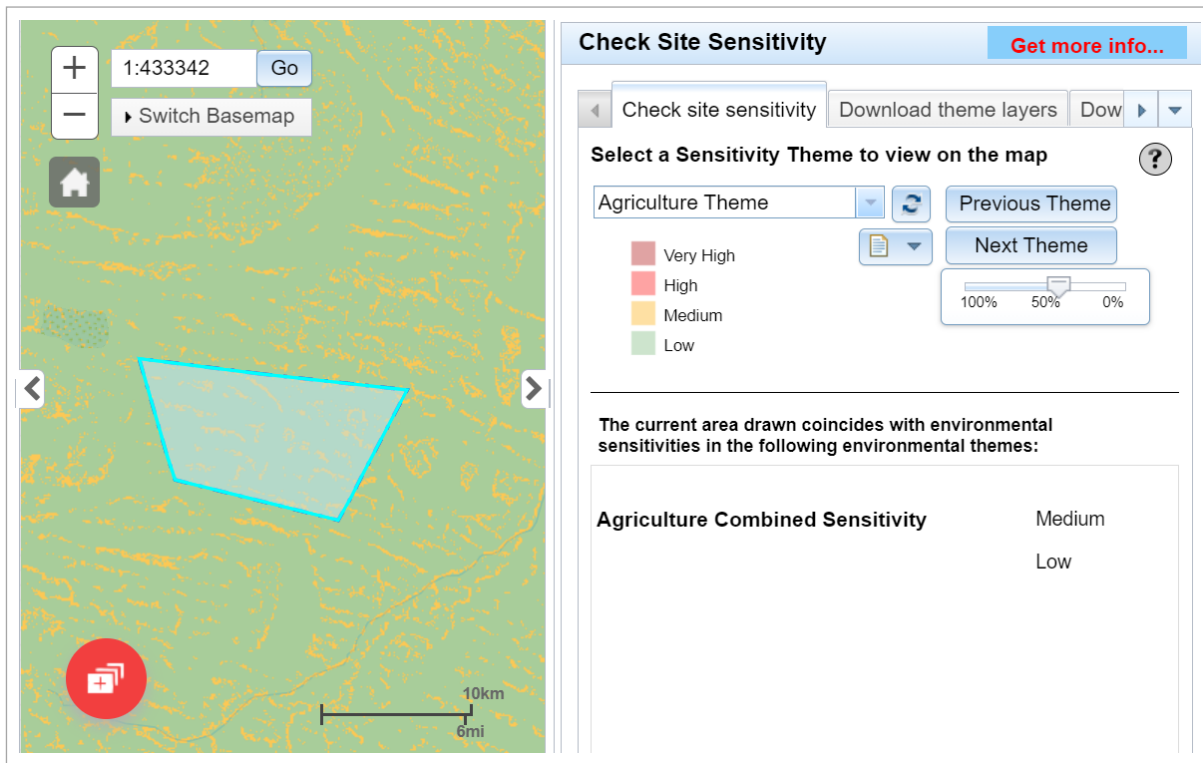 1:433342
Go
Switch Basemap
10km
6mi
Check Site Sensitivity
Get more info...
Check site sensitivity
Download theme layers
Dow
Select a Sensitivity Theme to view on the map
?
Agriculture Theme
Previous Theme
Next Theme
Very High
High
Medium
Low
100%
50%
0%
The current area drawn coincides with environmental
sensitivities in the following environmental themes:
Agriculture Combined Sensitivity
Medium
Low